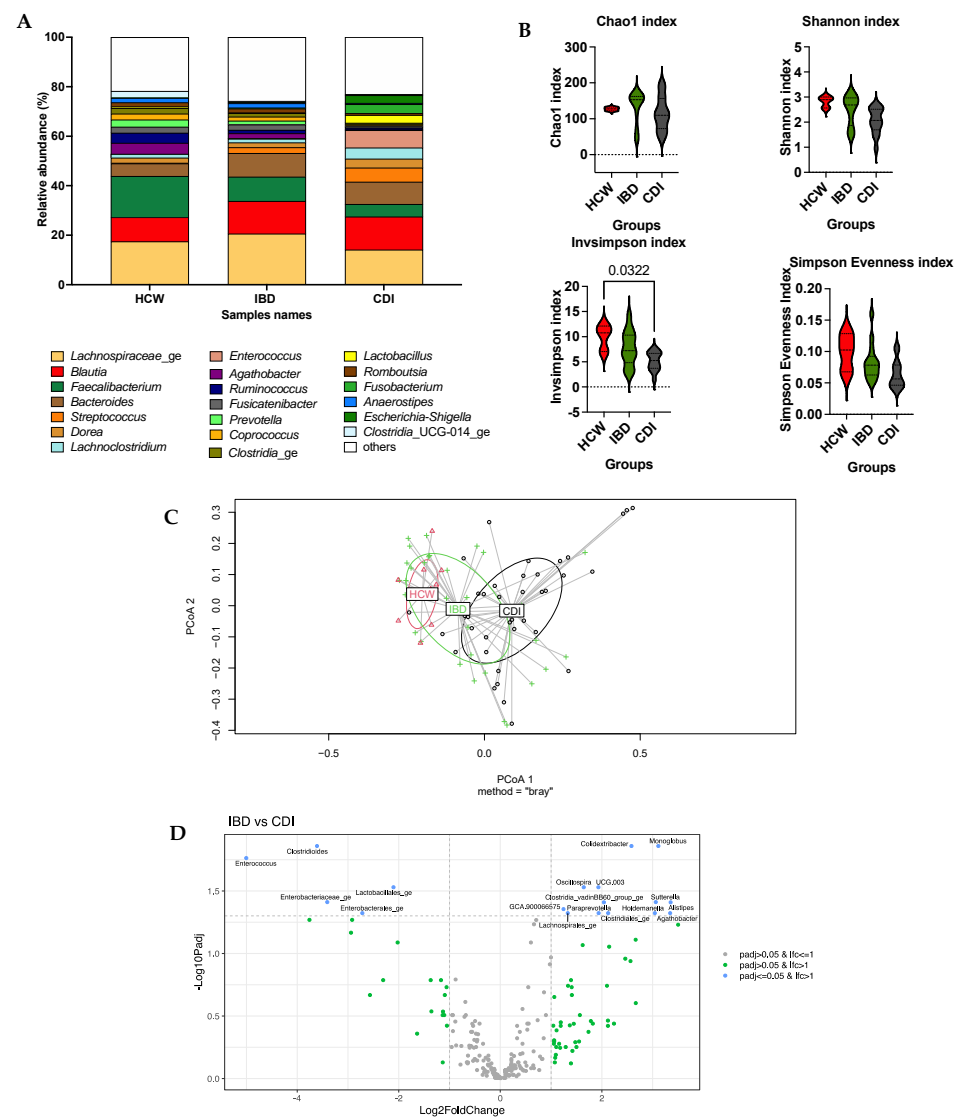 A
Relative abundance (%)
100
80
60
40
20
0
HCW IBD CDI
Samples names
Lachnospiraceae_ge
Blautia
Faecalibacterium
Bacteroides
Streptococcus
Dorea
Lachnoclostridium
Enterococcus
Agathobacter
Ruminococcus
Fusicatenibacter
Prevotella
Coprococcus
Clostridia_ge
Lactobacillus
Romboutsia
Fusobacterium
Anaerostipes
Escherichia-Shigella
Clostridia_UCG-014_ge
others
B
Chao1 index
Chao1 index
300
200
100
0
HCW IBD CDI
Groups
Shannon index
Shannon index
5
4
3
2
1
0
HCW IBD CDI
Groups
Invsimpson index
Invsimpson index
0.0322
20
15
10
5
0
-5
HCW IBD CDI
Groups
Simpson Evenness index
Simpson Evenness Index
0.20
0.15
0.10
0.05
0.00
HCW IBD CDI
Groups
C
PCoA 2
0.3
0.2
0.1
0.0
−0.1
−0.2
−0.3
−0.4
HCW
IBD
CDI
−0.5 0.0 0.5
PCoA 1
method = "bray"
D
IBD vs CDI
-Log10Padj
1.5
1.0
0.5
0.0
Clostridioides
Enterococcus
Colidextribacter
Monoglobus
Lactobacillales_ge
Enterobacteriaceae_ge
Enterobacterales_ge
Oscillospira
UCG.003
Clostridia_vadinBB60_group_ge
Sutterella
GCA.900066575
Paraprevotella
Holdemanella
Alistipes
Lachnospirales_ge
Clostridiales_ge
Agathobacter
-4 -2 0 2
Log2FoldChange
padj>0.05 & lfc<=1
padj>0.05 & lfc>1
padj<=0.05 & lfc>1